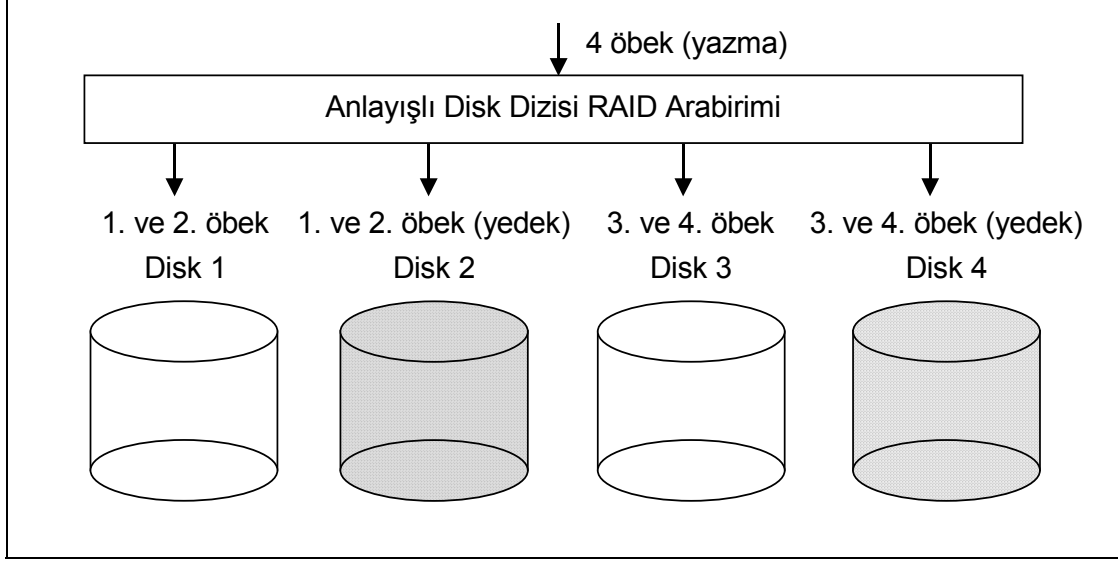 4 öbek (yazma)
Anlayışlı Disk Dizisi RAID Arabirimi
1. ve 2. öbek 1. ve 2. öbek (yedek) 3. ve 4. öbek 3. ve 4. öbek (yedek)
Disk 1 Disk 2 Disk 3 Disk 4